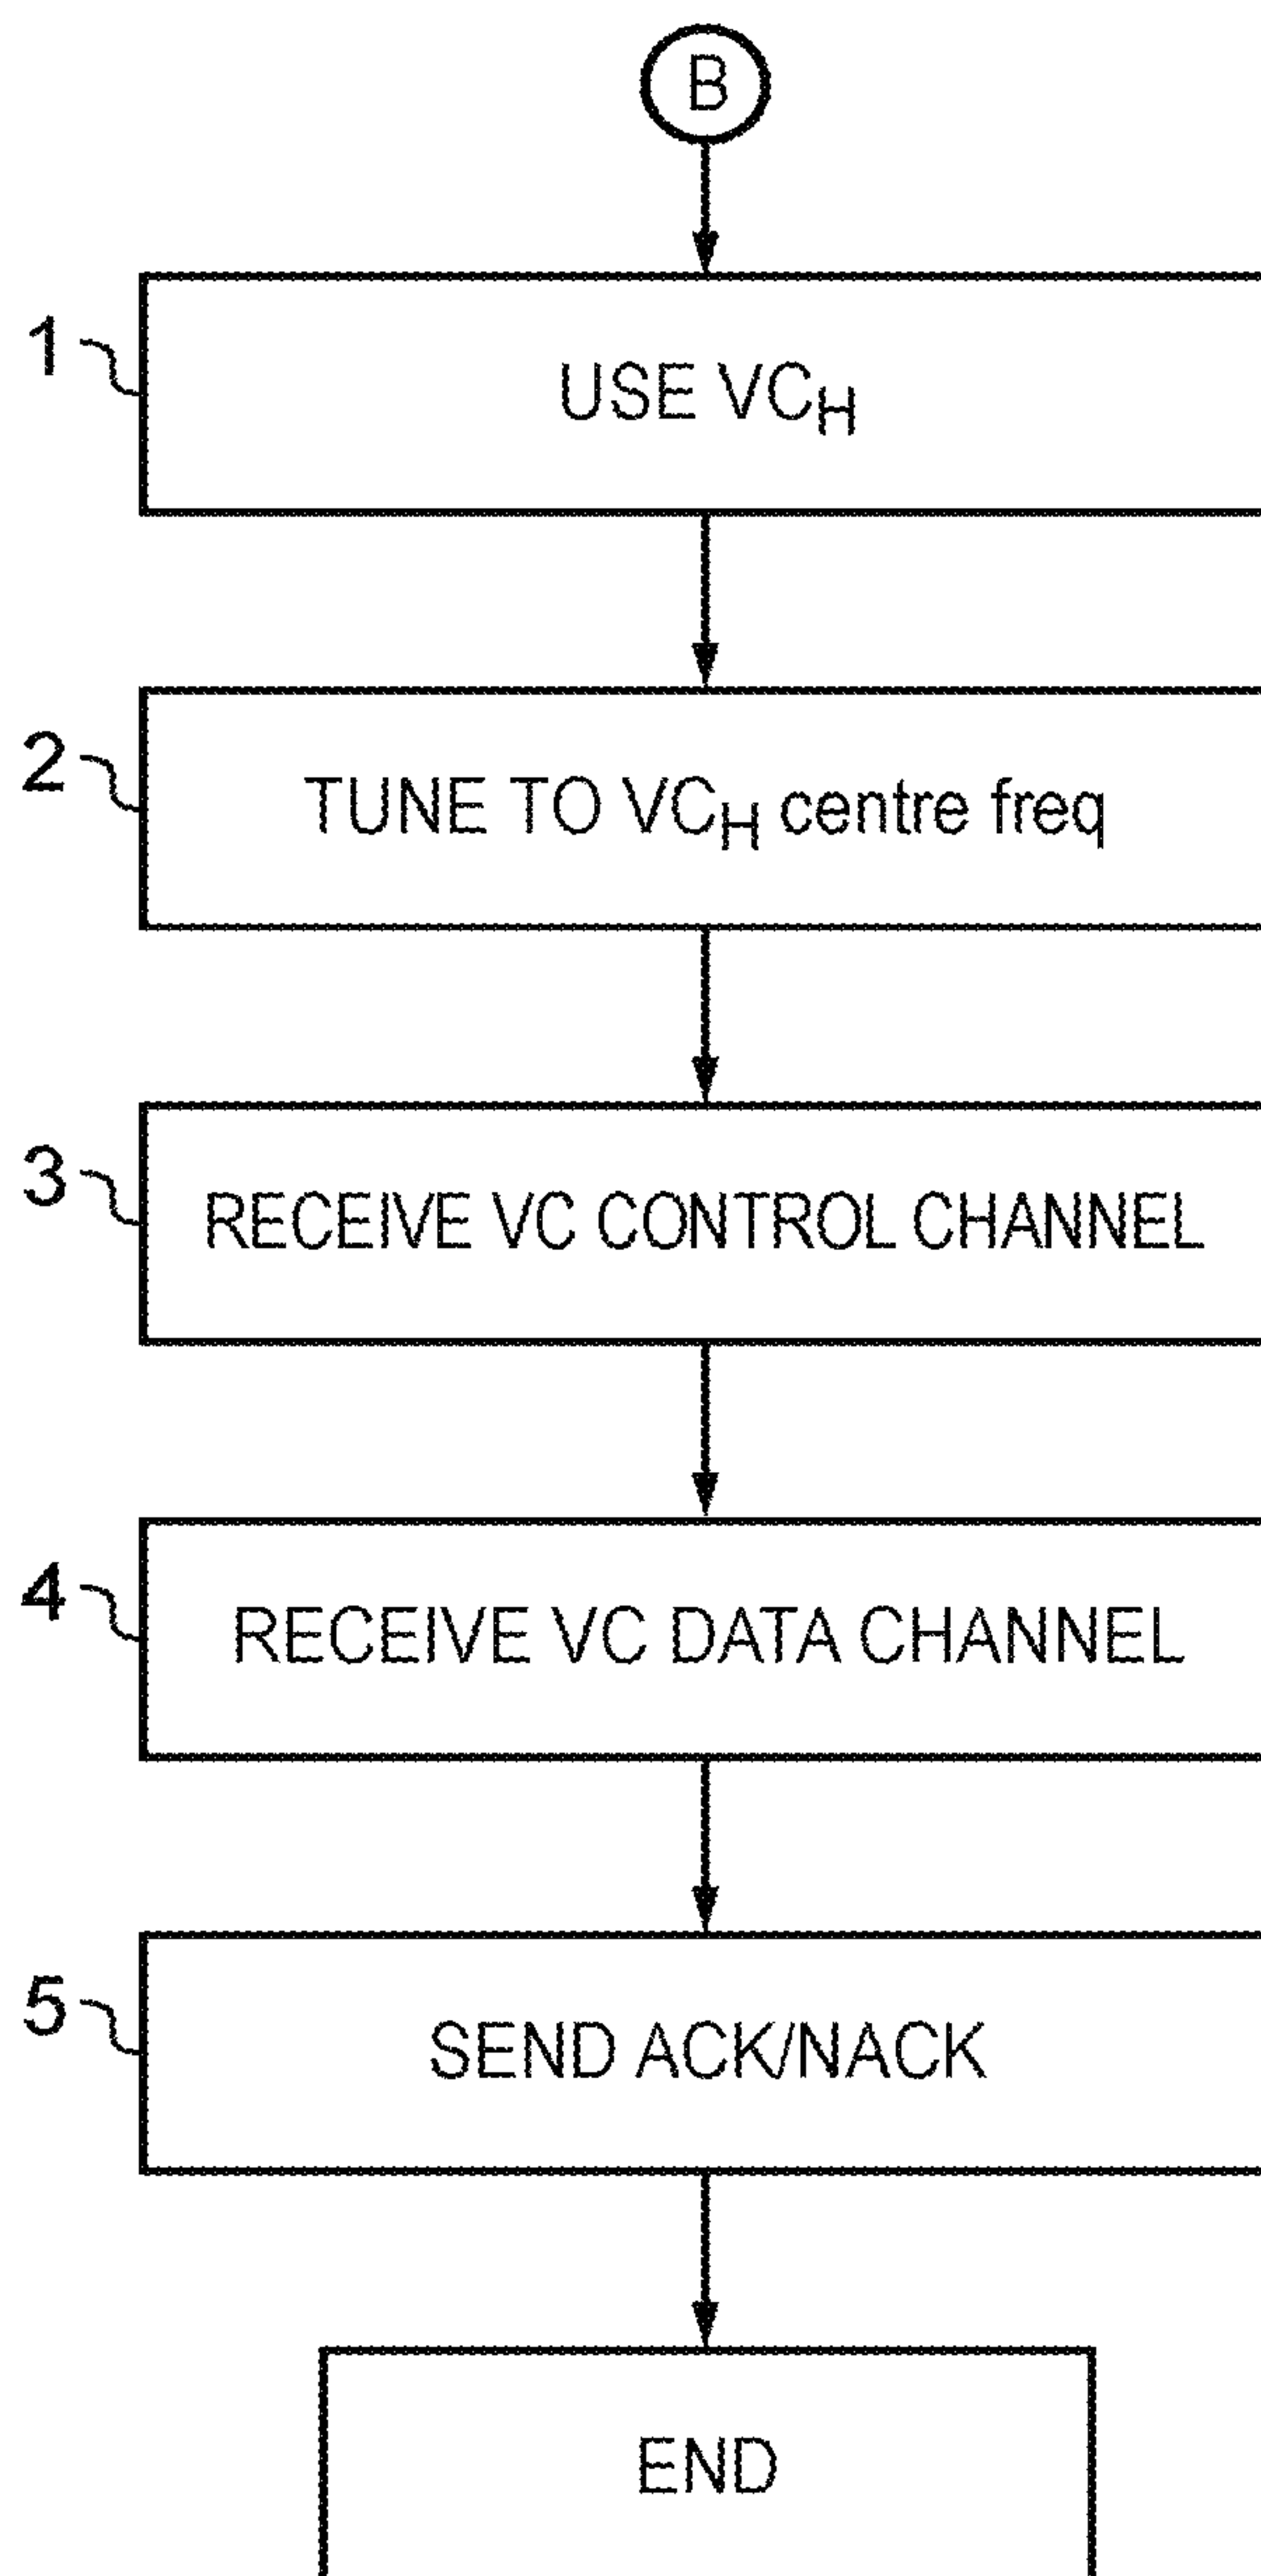 B
1
USE VCH
2
TUNE TO VCH centre freq
3
RECEIVE VC CONTROL CHANNEL
4
RECEIVE VC DATA CHANNEL
5
SEND ACK/NACK
END